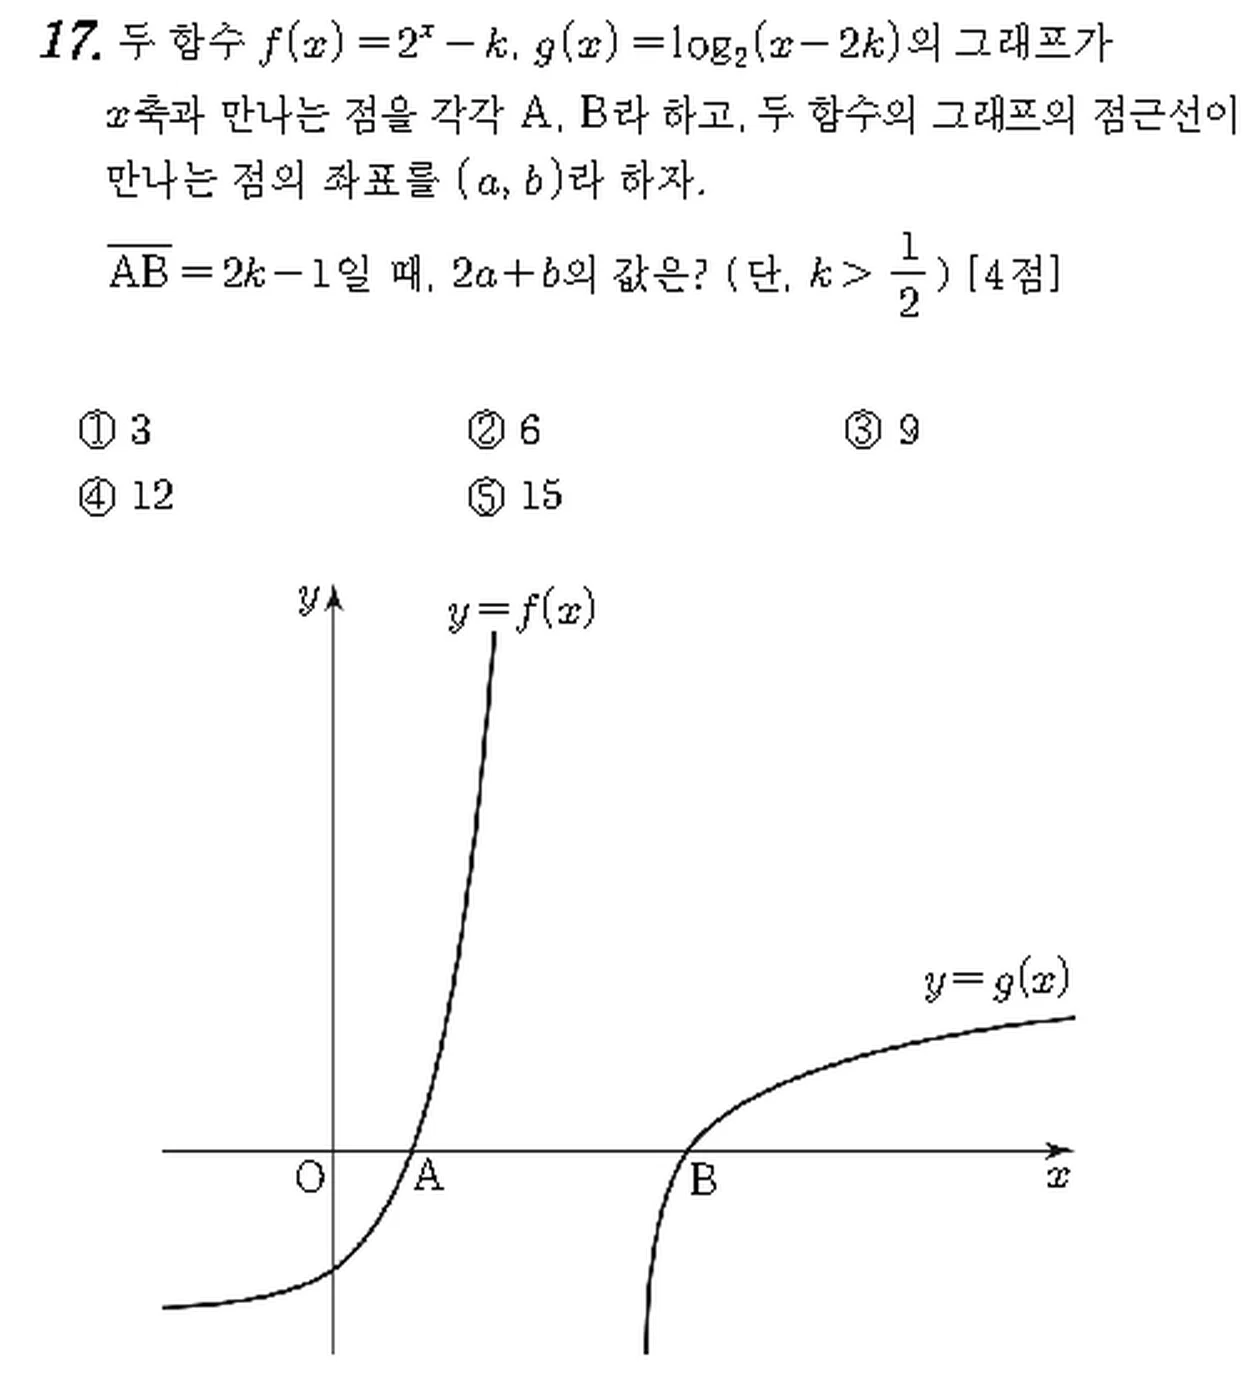 17. 두 함수 f(x)=2ˣ-k, g(x)=log₂(x-2k)의 그래프가
x축과 만나는 점을 각각 A, B라 하고, 두 함수의 그래프의 점근선이
만나는 점의 좌표를 (a, b)라 하자.
A̅B̅=2k-1일 때, 2a+b의 값은? (단, k> 1/2) [4점]
① 3 ② 6 ③ 9
④ 12 ⑤ 15
y y=f(x)
y=g(x)
O A B x